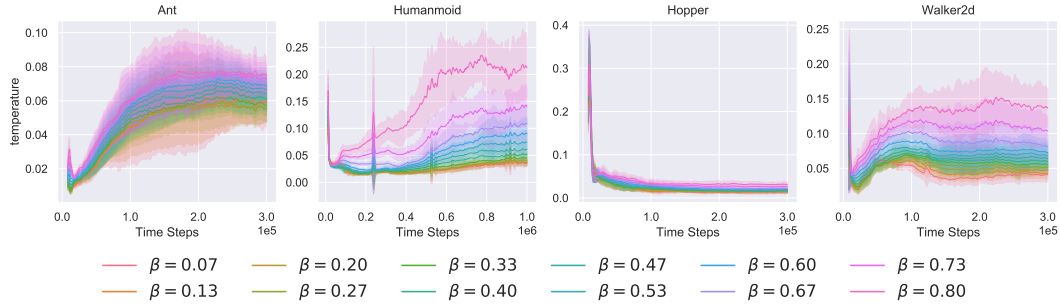 Ant Humanmoid Hopper Walker2d
0.10 0.25 0.4 0.25
0.08 0.20 0.3 0.20
0.06 0.15 0.2 0.15
0.04 0.10 0.1 0.10
0.02 0.05 0.0 0.05
0.00 0.00
temperature
0.0 1.0 2.0 3.0 0.0 0.2 0.4 0.6 0.8 1.0 0.0 1.0 2.0 3.0 0.0 1.0 2.0 3.0
Time Steps 1e5 Time Steps 1e6 Time Steps 1e5 Time Steps 1e5
β = 0.07 β = 0.20 β = 0.33 β = 0.47 β = 0.60 β = 0.73
β = 0.13 β = 0.27 β = 0.40 β = 0.53 β = 0.67 β = 0.80